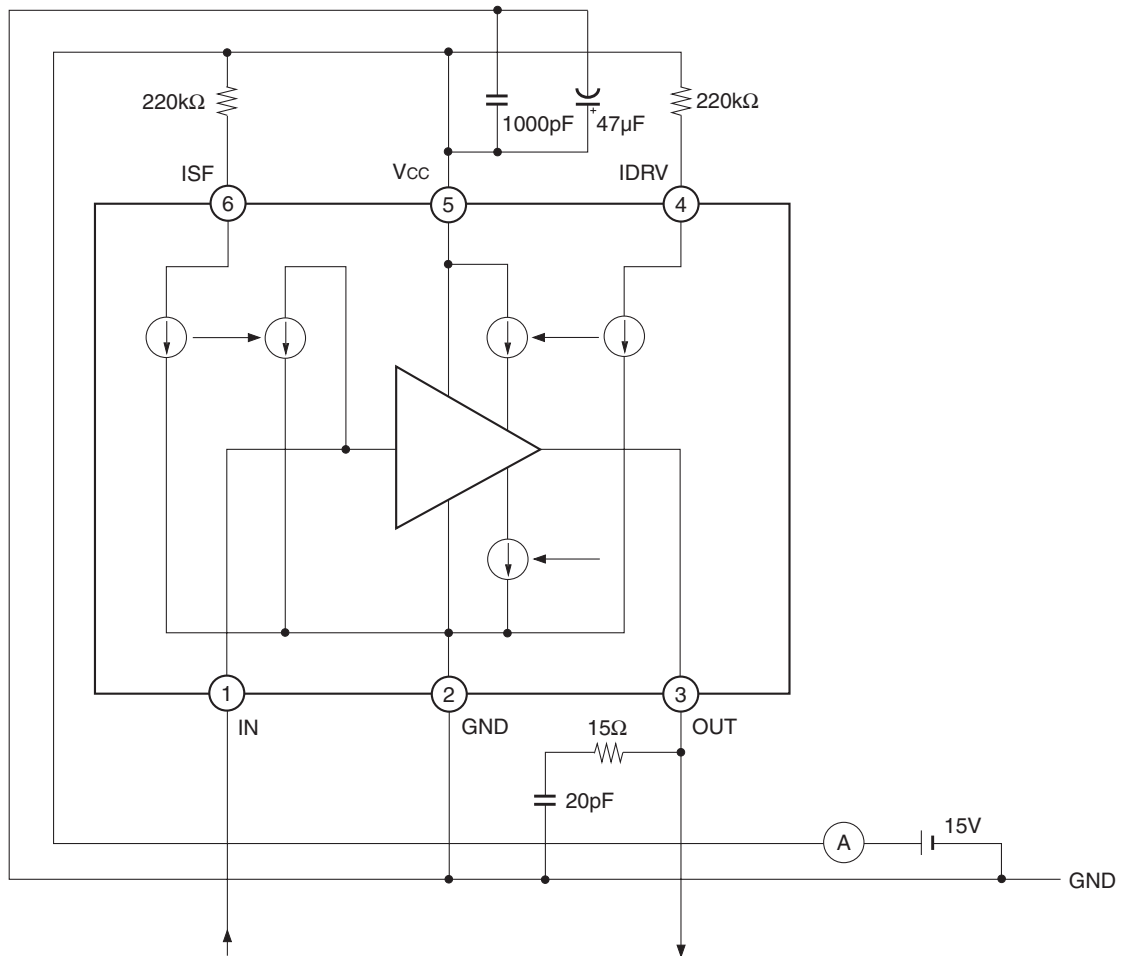 220kΩ
1000pF
+
47µF
220kΩ
ISF
VCC
IDRV
6
5
4
1
2
3
IN
GND
15Ω
OUT
20pF
A
15V
GND